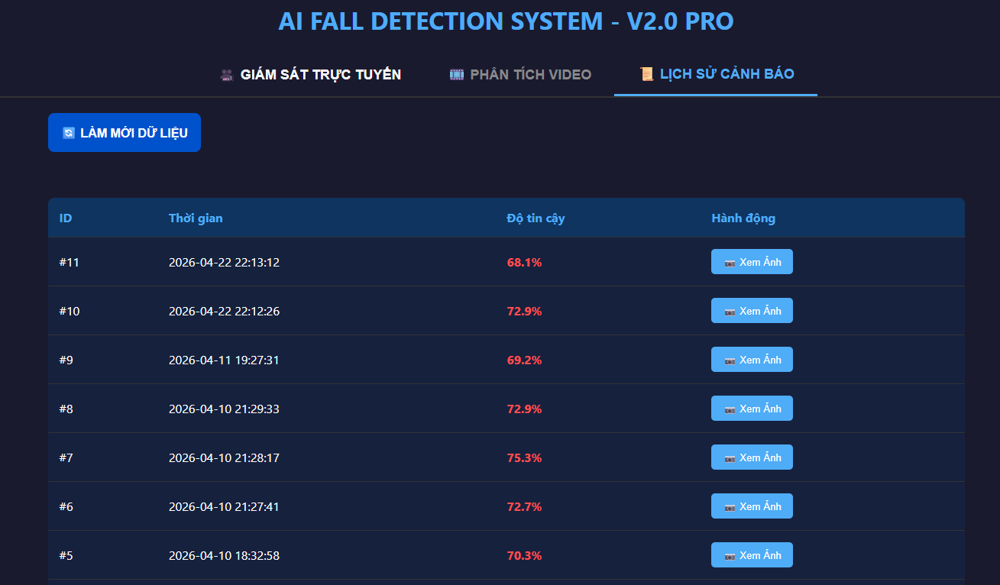 AI FALL DETECTION SYSTEM - V2.0 PRO
GIÁM SÁT TRỰC TUYẾN PHÂN TÍCH VIDEO LỊCH SỬ CẢNH BÁO
LÀM MỚI DỮ LIỆU
ID Thời gian Độ tin cậy Hành động
#11 2026-04-22 22:13:12 68.1% Xem Ảnh
#10 2026-04-22 22:12:26 72.9% Xem Ảnh
#9 2026-04-11 19:27:31 69.2% Xem Ảnh
#8 2026-04-10 21:29:33 72.9% Xem Ảnh
#7 2026-04-10 21:28:17 75.3% Xem Ảnh
#6 2026-04-10 21:27:41 72.7% Xem Ảnh
#5 2026-04-10 18:32:58 70.3% Xem Ảnh